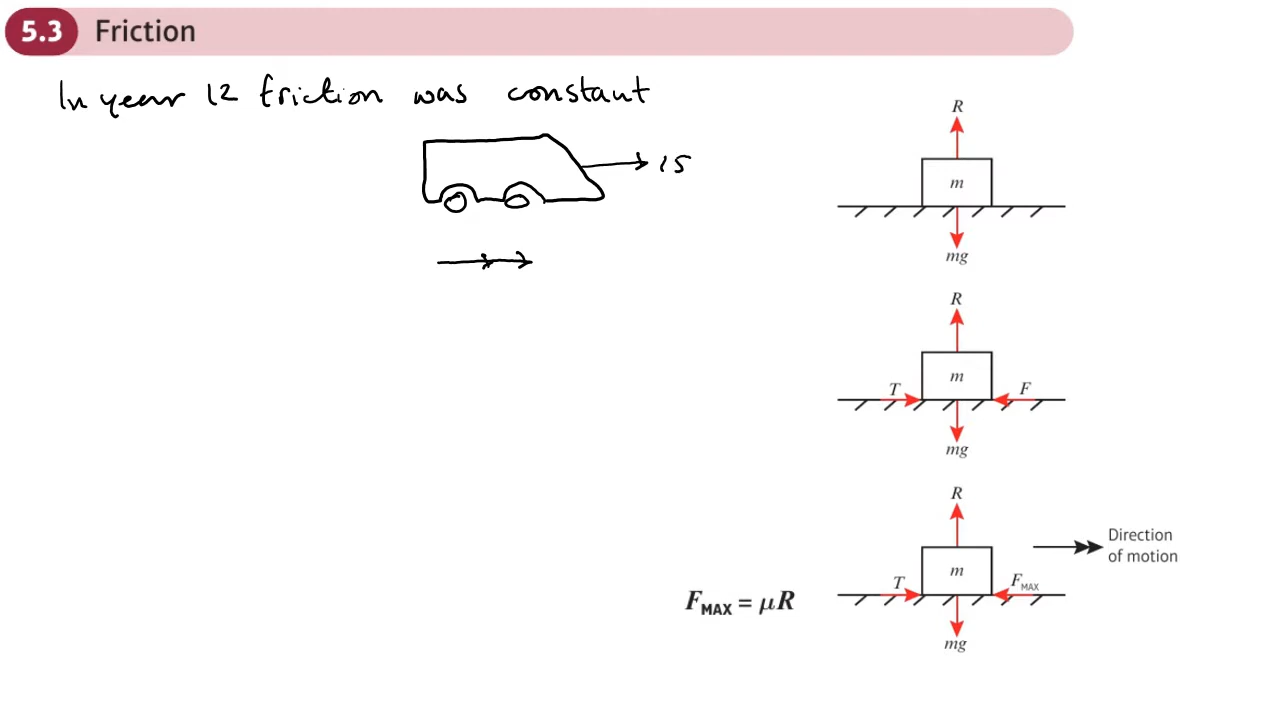 5.3 Friction
In year 12 friction was constant
15
R
m
mg
R
T
m
F
mg
R
Direction
of motion
T
m
F_MAX
F_MAX = μR
mg